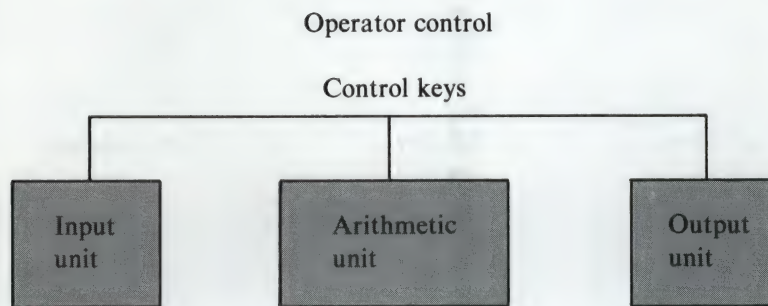 Operator control
Control keys
Input
unit
Arithmetic
unit
Output
unit